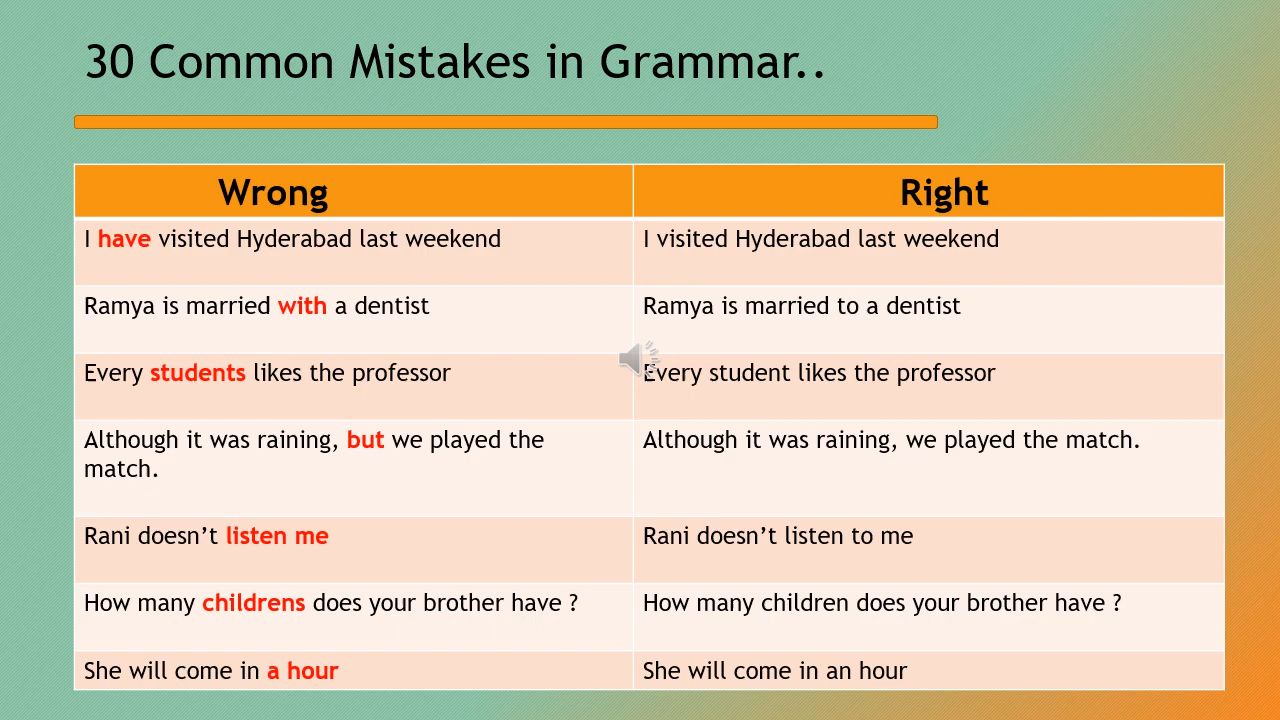 30 Common Mistakes in Grammar..
Wrong
Right
I have visited Hyderabad last weekend
I visited Hyderabad last weekend
Ramya is married with a dentist
Ramya is married to a dentist
Every students likes the professor
Every student likes the professor
Although it was raining, but we played the
match.
Although it was raining, we played the match.
Rani doesn’t listen me
Rani doesn’t listen to me
How many childrens does your brother have ?
How many children does your brother have ?
She will come in a hour
She will come in an hour